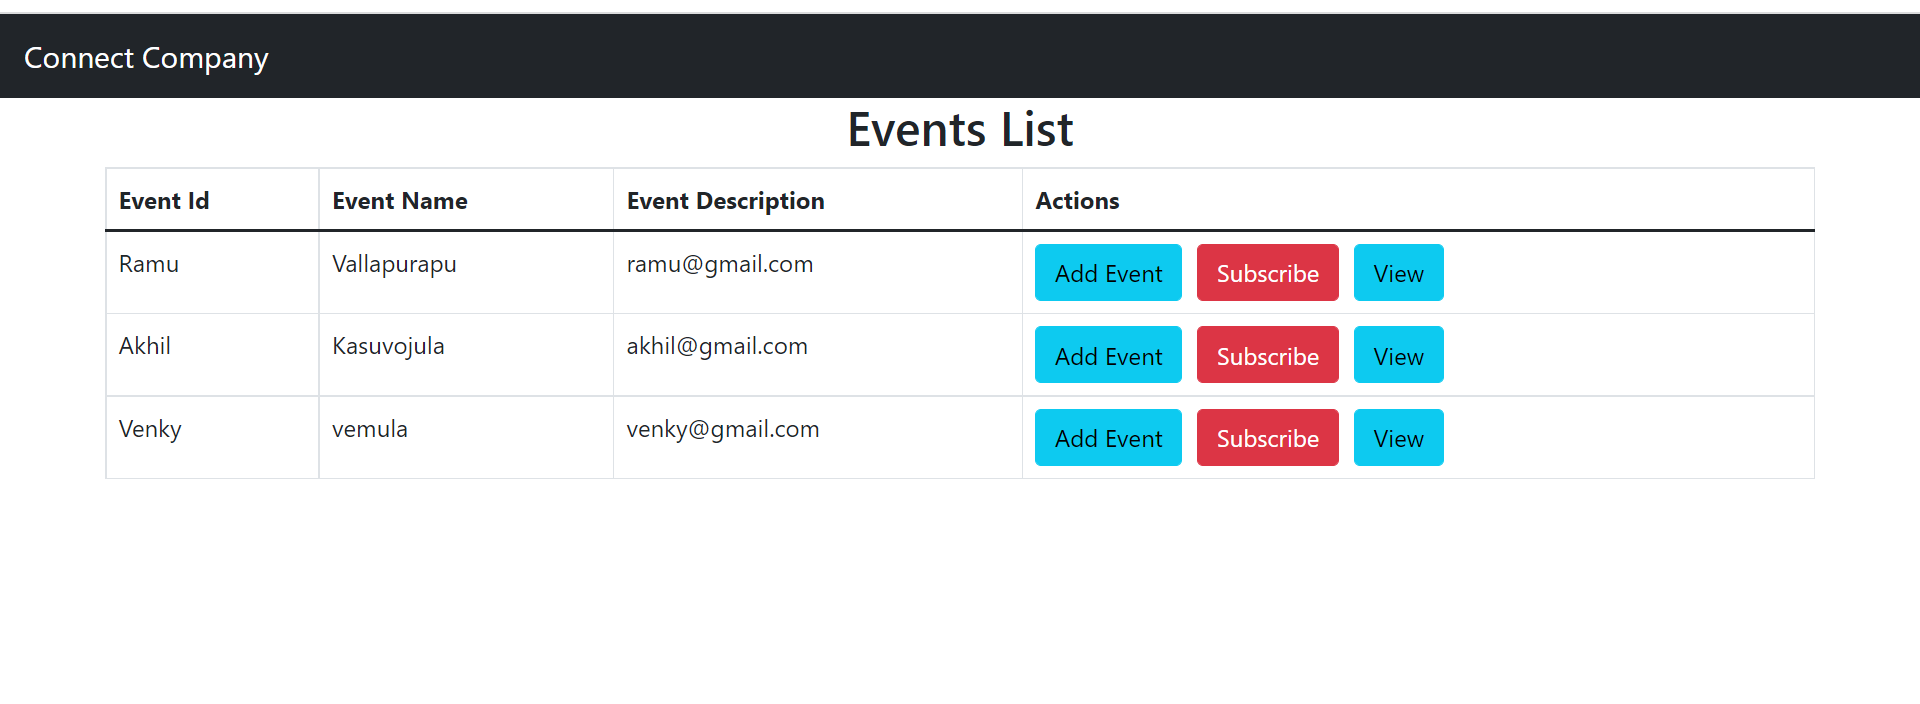 Connect Company
Events List
Event Id Event Name Event Description Actions
Ramu Vallapurapu ramu@gmail.com Add Event Subscribe View
Akhil Kasuvojula akhil@gmail.com Add Event Subscribe View
Venky vemula venky@gmail.com Add Event Subscribe View